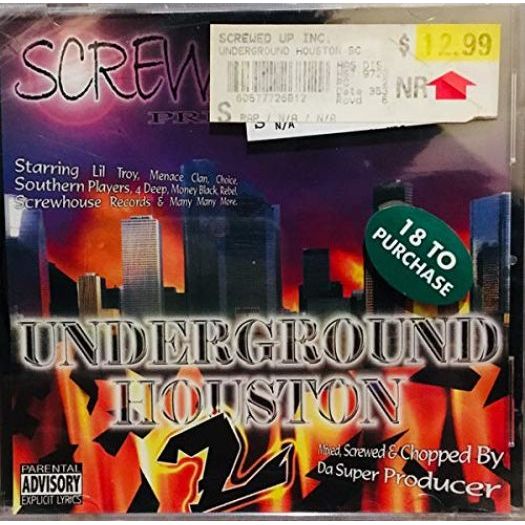 SCREWED UP INC.
UNDERGROUND HOUSTON SC
$ 12.99
60677726012
NR
S
PAR / N/A / N/A
S N/A
SCREW
PR
Starring Lil Troy, Menace Clan, Choice,
Southern Players, 4 Deep, Money Black, Rebel,
Screwhouse Records & Many Many More.
18 TO
PURCHASE
UNDERGROUND
HOUSTON
2
Mixed, Screwed & Chopped By
Da Super Producer
PARENTAL
ADVISORY
EXPLICIT LYRICS